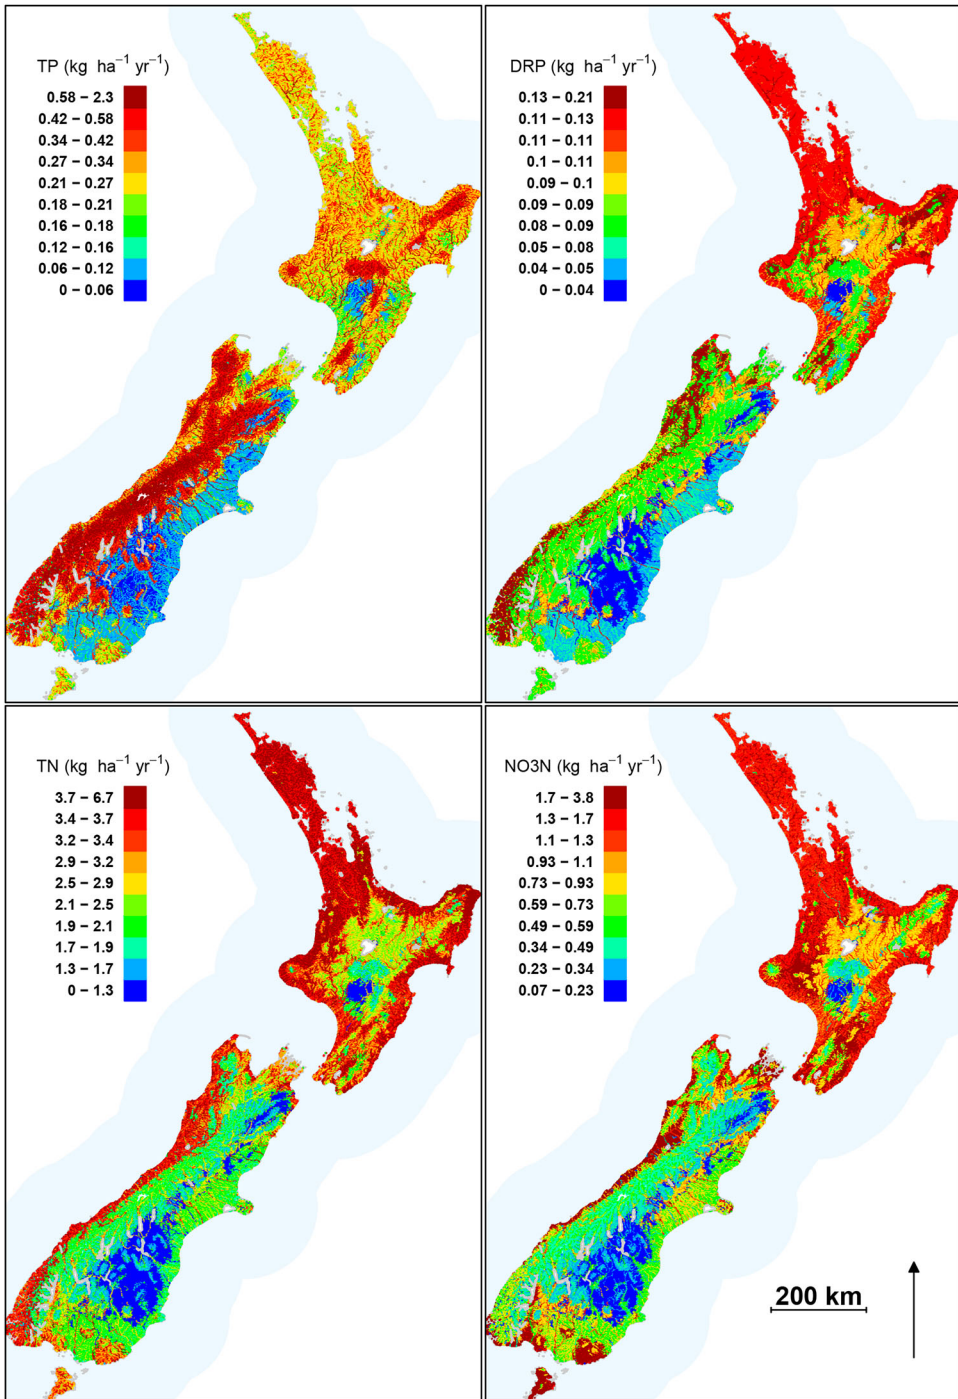 TP (kg ha⁻¹ yr⁻¹)
0.58 – 2.3
0.42 – 0.58
0.34 – 0.42
0.27 – 0.34
0.21 – 0.27
0.18 – 0.21
0.16 – 0.18
0.12 – 0.16
0.06 – 0.12
0 – 0.06
DRP (kg ha⁻¹ yr⁻¹)
0.13 – 0.21
0.11 – 0.13
0.11 – 0.11
0.1 – 0.11
0.09 – 0.1
0.09 – 0.09
0.08 – 0.09
0.05 – 0.08
0.04 – 0.05
0 – 0.04
TN (kg ha⁻¹ yr⁻¹)
3.7 – 6.7
3.4 – 3.7
3.2 – 3.4
2.9 – 3.2
2.5 – 2.9
2.1 – 2.5
1.9 – 2.1
1.7 – 1.9
1.3 – 1.7
0 – 1.3
NO3N (kg ha⁻¹ yr⁻¹)
1.7 – 3.8
1.3 – 1.7
1.1 – 1.3
0.93 – 1.1
0.73 – 0.93
0.59 – 0.73
0.49 – 0.59
0.34 – 0.49
0.23 – 0.34
0.07 – 0.23
200 km